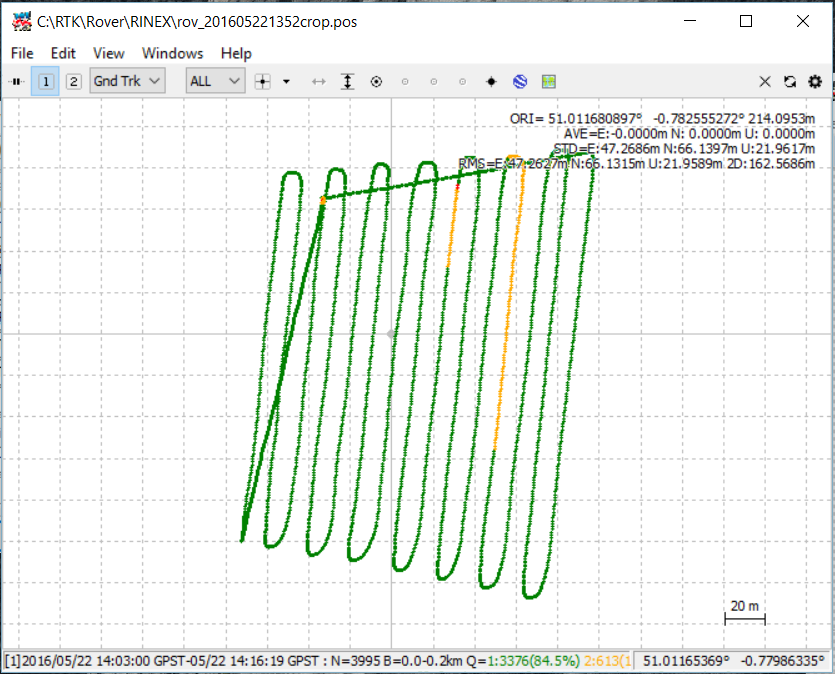 C:\RTK\Rover\RINEX\rov_201605221352crop.pos
File Edit View Windows Help
1 2 Gnd Trk ALL
ORI= 51.011680897° -0.782555272° 214.0953m
AVE=E:-0.0000m N: 0.0000m U: 0.0000m
STD=E:47.2686m N:66.1397m U:21.9617m
RMS=E:47.2627m N:66.1315m U:21.9589m 2D:162.5686m
20 m
[1]2016/05/22 14:03:00 GPST-05/22 14:16:19 GPST : N=3995 B=0.0-0.2km Q=1:3376(84.5%) 2:613(1 51.01165369° -0.77986335°